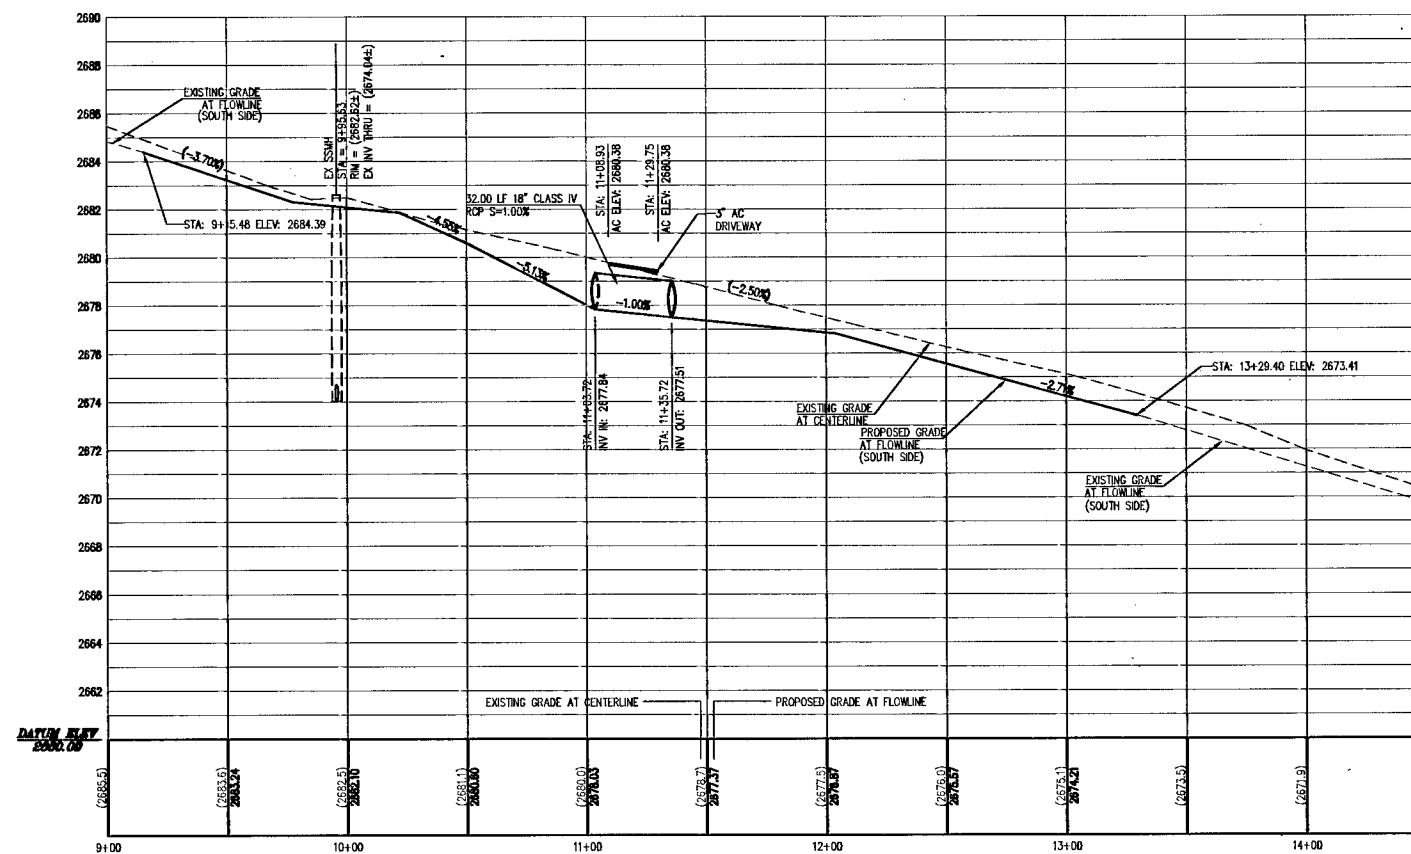 2690
2688
2686
2684
2682
2680
2678
2676
2674
2672
2670
2668
2666
2664
2662
DATUM ELEV
EXISTING GRADE
AT FLOWLINE
(SOUTH SIDE)
(-3.70%)
STA: 9+15.48 ELEV: 2684.39
EX SSMH
STA = 9+95.63
RIM = (2682.62±)
EX INV THRU = (2674.04±)
-4.55%
-5.13%
32.00 LF 18" CLASS IV
RCP S=1.00%
STA: 11+08.93
AC ELEV: 2680.38
STA: 11+29.75
AC ELEV: 2680.38
3" AC
DRIVEWAY
-1.00%
(-2.50%)
STA: 11+03.72
INV IN: 2677.84
STA: 11+35.72
INV OUT: 2677.51
EXISTING GRADE
AT CENTERLINE
PROPOSED GRADE
AT FLOWLINE
(SOUTH SIDE)
-2.71%
STA: 13+29.40 ELEV: 2673.41
EXISTING GRADE
AT FLOWLINE
(SOUTH SIDE)
EXISTING GRADE AT CENTERLINE
PROPOSED GRADE AT FLOWLINE
(2685.5)
(2683.6)
2683.24
(2682.5)
2682.10
(2681.1)
2680.60
(2680.0)
2678.03
(2678.7)
2677.37
(2677.5)
2676.87
(2676.0)
2675.57
(2675.1)
2674.21
(2673.5)
(2671.9)
9+00
10+00
11+00
12+00
13+00
14+00